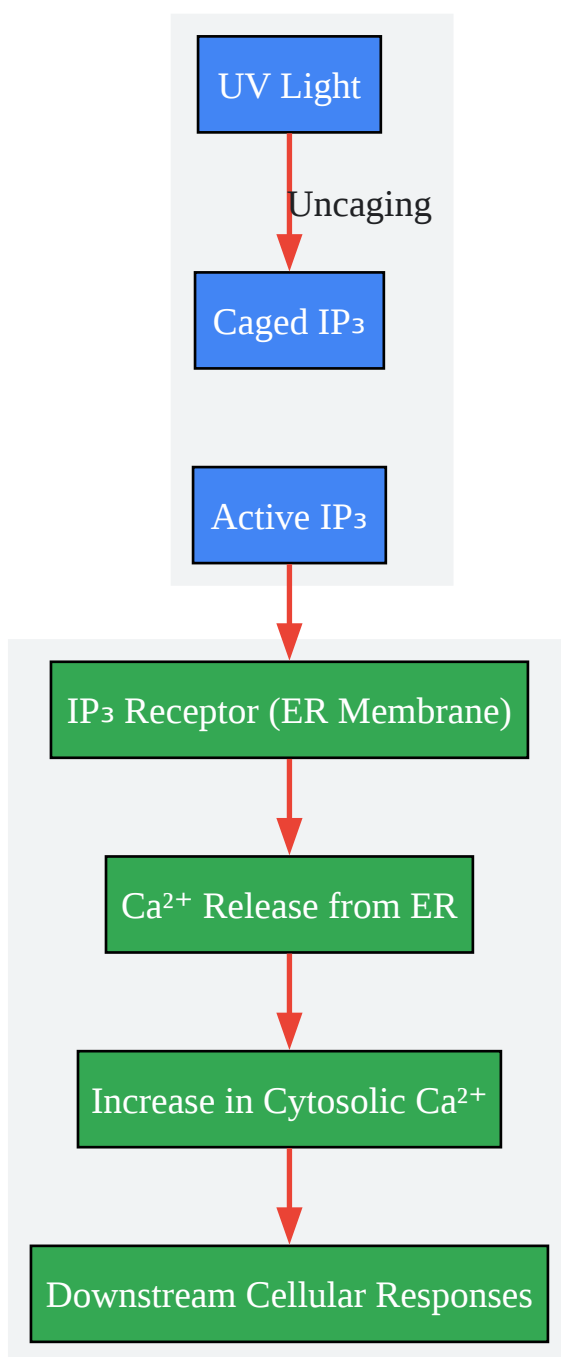 UV Light
Uncaging
Caged IP₃
Active IP₃
IP₃ Receptor (ER Membrane)
Ca²⁺ Release from ER
Increase in Cytosolic Ca²⁺
Downstream Cellular Responses